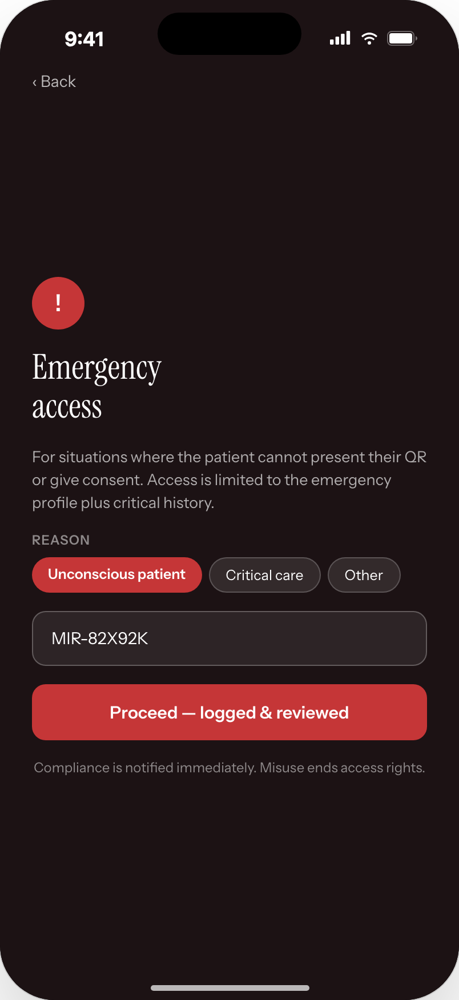 9:41
‹ Back
!
Emergency
access
For situations where the patient cannot present their QR
or give consent. Access is limited to the emergency
profile plus critical history.
REASON
Unconscious patient
Critical care
Other
MIR-82X92K
Proceed — logged & reviewed
Compliance is notified immediately. Misuse ends access rights.